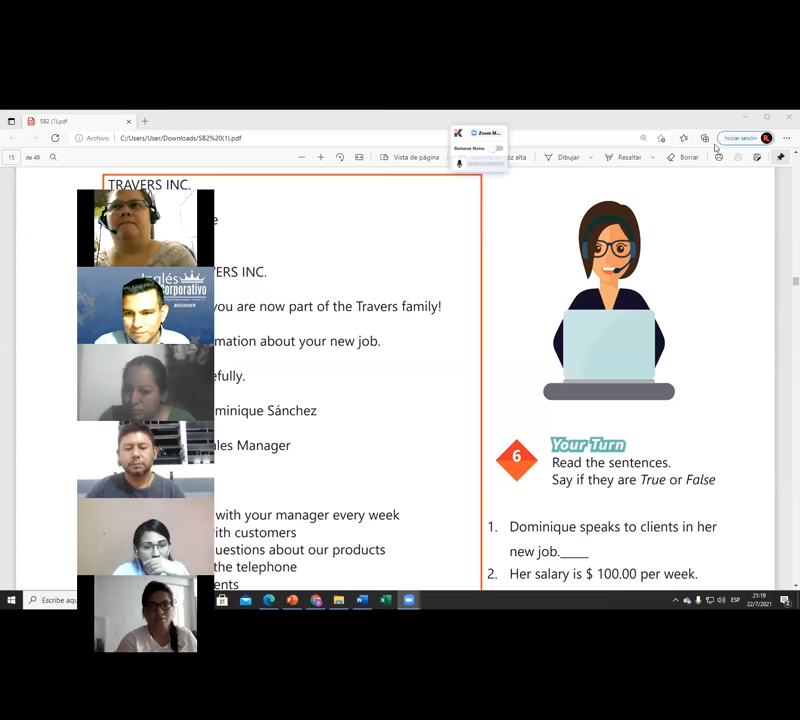 SB2 (1).pdf
Archivo
C:/Users/User/Downloads/SB2%20(1).pdf
Zoom M...
Remove Noise
Iniciar sesión
15 de 49
Vista de página
alta
Dibujar
Resaltar
Borrar
TRAVERS INC.
e
VERS INC.
you are now part of the Travers family!
mation about your new job.
efully.
minique Sánchez
ales Manager
with your manager every week
ith customers
uestions about our products
the telephone
ents
Inglés
corporativo
BEGINNER
6
Your Turn
Read the sentences.
Say if they are True or False
1. Dominique speaks to clients in her
new job.____
2. Her salary is $ 100.00 per week.
Escribe aqu
ESP
21:19
22/7/2021